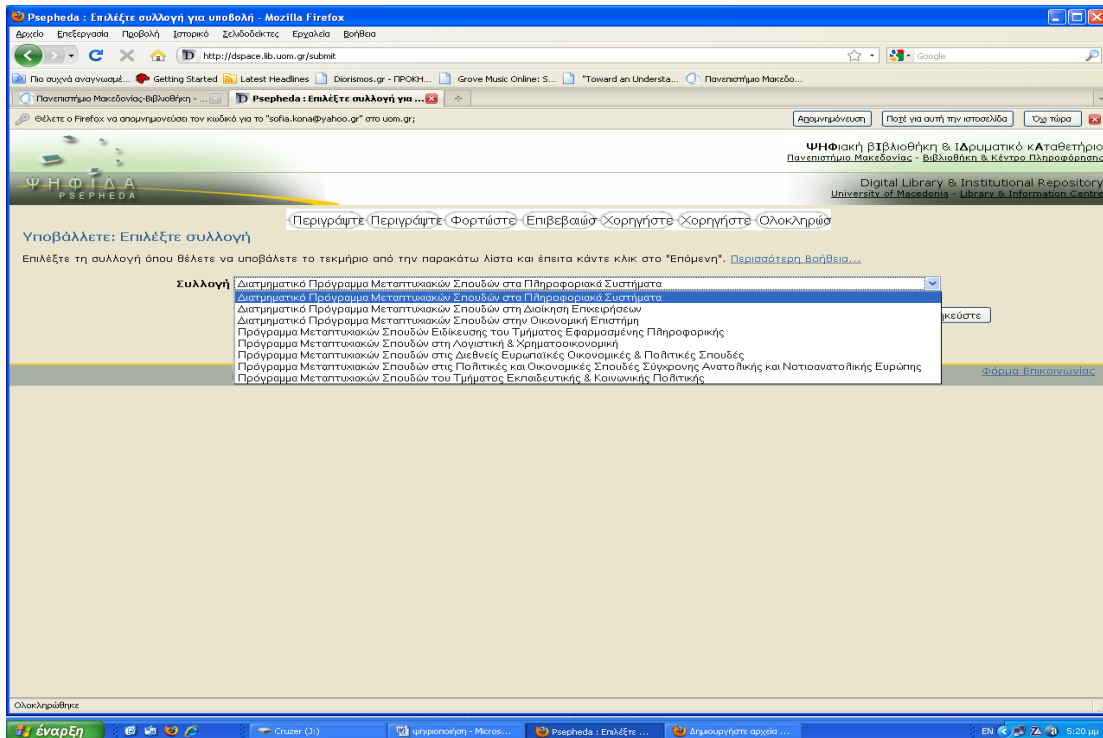 Psepheda : Επιλέξτε συλλογή για υποβολή - Mozilla Firefox
Αρχείο Επεξεργασία Προβολή Ιστορικό Σελιδοδείκτες Εργαλεία Βοήθεια
http://dspace.lib.uom.gr/submit
Google
Πιο συχνά αναγνωσμέ... Getting Started Latest Headlines Diorismos.gr - ΠΡΟΚΗ... Grove Music Online: S... "Toward an Understa... Πανεπιστήμιο Μακεδο...
Πανεπιστήμιο Μακεδονίας-Βιβλιοθήκη - ... Psepheda : Επιλέξτε συλλογή για ...
Θέλετε ο Firefox να απομνημονεύσει τον κωδικό για το "sofia.kona@yahoo.gr" στο uom.gr; Απομνημόνευση Ποτέ για αυτή την ιστοσελίδα Όχι τώρα
ΨΗΦιακή βΙβλιοθήκη & ΙΔρυματικό κΑταθετήριο
Πανεπιστήμιο Μακεδονίας - Βιβλιοθήκη & Κέντρο Πληροφόρησης
ΨΗΦΙΔΑ
PSEPHEDA
Digital Library & Institutional Repository
University of Macedonia - Library & Information Centre
Περιγράψτε Περιγράψτε Φορτώστε Επιβεβαιώσ Χορηγήστε Χορηγήστε Ολοκληρώσ
Υποβάλλετε: Επιλέξτε συλλογή
Επιλέξτε τη συλλογή όπου θέλετε να υποβάλετε το τεκμήριο από την παρακάτω λίστα και έπειτα κάντε κλικ στο "Επόμενη". Περισσότερη Βοήθεια...
Συλλογή Διατμηματικό Πρόγραμμα Μεταπτυχιακών Σπουδών στα Πληροφοριακά Συστήματα
Διατμηματικό Πρόγραμμα Μεταπτυχιακών Σπουδών στα Πληροφοριακά Συστήματα
Διατμηματικό Πρόγραμμα Μεταπτυχιακών Σπουδών στη Διοίκηση Επιχειρήσεων
Διατμηματικό Πρόγραμμα Μεταπτυχιακών Σπουδών στην Οικονομική Επιστήμη
Πρόγραμμα Μεταπτυχιακών Σπουδών Ειδίκευσης του Τμήματος Εφαρμοσμένης Πληροφορικής
Πρόγραμμα Μεταπτυχιακών Σπουδών στη Λογιστική & Χρηματοοικονομική
Πρόγραμμα Μεταπτυχιακών Σπουδών στις Διεθνείς Ευρωπαϊκές Οικονομικές & Πολιτικές Σπουδές
Πρόγραμμα Μεταπτυχιακών Σπουδών στις Πολιτικές και Οικονομικές Σπουδές Σύγχρονης Ανατολικής και Νοτιοανατολικής Ευρώπης
Πρόγραμμα Μεταπτυχιακών Σπουδών του Τμήματος Εκπαιδευτικής & Κοινωνικής Πολιτικής
ηκεύστε
Φόρμα Επικοινωνίας
Ολοκληρώθηκε
έναρξη Cruzer (J:) ψηφιοποιήση - Micros... Psepheda : Επιλέξτε ... Δημιουργήστε αρχεία ... EN 5:20 μμ